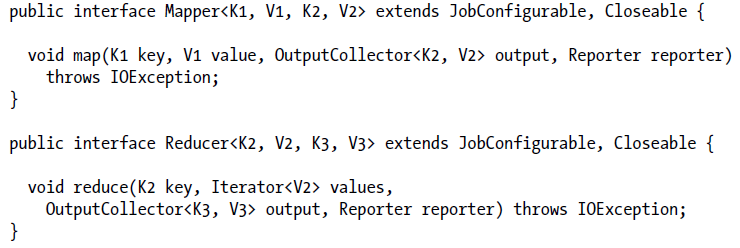 public interface Mapper<K1, V1, K2, V2> extends JobConfigurable, Closeable {
  void map(K1 key, V1 value, OutputCollector<K2, V2> output, Reporter reporter)
    throws IOException;
}
public interface Reducer<K2, V2, K3, V3> extends JobConfigurable, Closeable {
  void reduce(K2 key, Iterator<V2> values,
    OutputCollector<K3, V3> output, Reporter reporter) throws IOException;
}